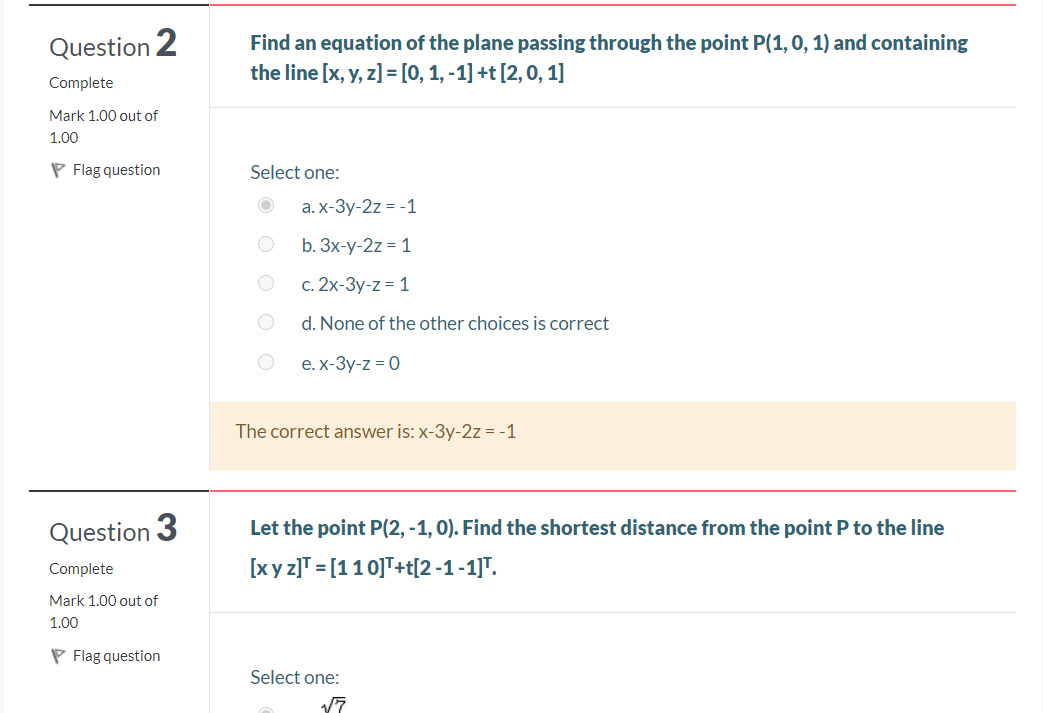 Question 2
Complete
Mark 1.00 out of
1.00
Flag question
Find an equation of the plane passing through the point P(1, 0, 1) and containing
the line [x, y, z] = [0, 1, -1] +t [2, 0, 1]
Select one:
a. x-3y-2z = -1
b. 3x-y-2z = 1
c. 2x-3y-z = 1
d. None of the other choices is correct
e. x-3y-z = 0
The correct answer is: x-3y-2z = -1
Question 3
Complete
Mark 1.00 out of
1.00
Flag question
Let the point P(2, -1, 0). Find the shortest distance from the point P to the line
[x y z]ᵀ = [1 1 0]ᵀ+t[2 -1 -1]ᵀ.
Select one:
√7